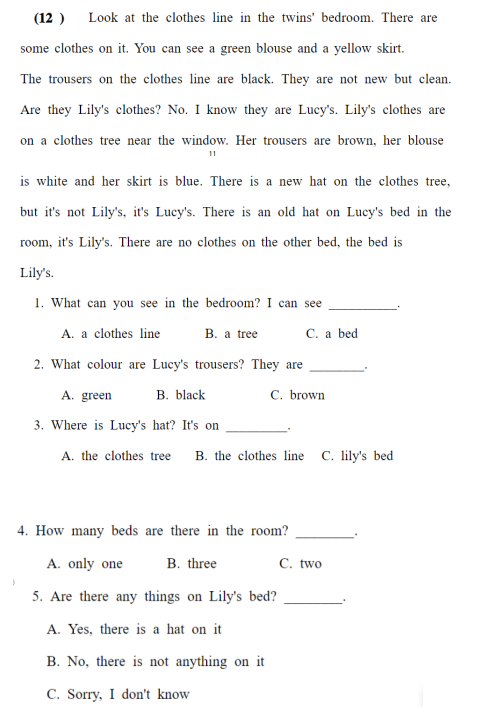 (12 ) Look at the clothes line in the twins' bedroom. There are
some clothes on it. You can see a green blouse and a yellow skirt.
The trousers on the clothes line are black. They are not new but clean.
Are they Lily's clothes? No. I know they are Lucy's. Lily's clothes are
on a clothes tree near the window. Her trousers are brown, her blouse
11
is white and her skirt is blue. There is a new hat on the clothes tree,
but it's not Lily's, it's Lucy's. There is an old hat on Lucy's bed in the
room, it's Lily's. There are no clothes on the other bed, the bed is
Lily's.
1. What can you see in the bedroom? I can see __________.
A. a clothes line B. a tree C. a bed
2. What colour are Lucy's trousers? They are ________.
A. green B. black C. brown
3. Where is Lucy's hat? It's on _________.
A. the clothes tree B. the clothes line C. lily's bed
4. How many beds are there in the room? ________.
A. only one B. three C. two
5. Are there any things on Lily's bed? ________.
A. Yes, there is a hat on it
B. No, there is not anything on it
C. Sorry, I don't know